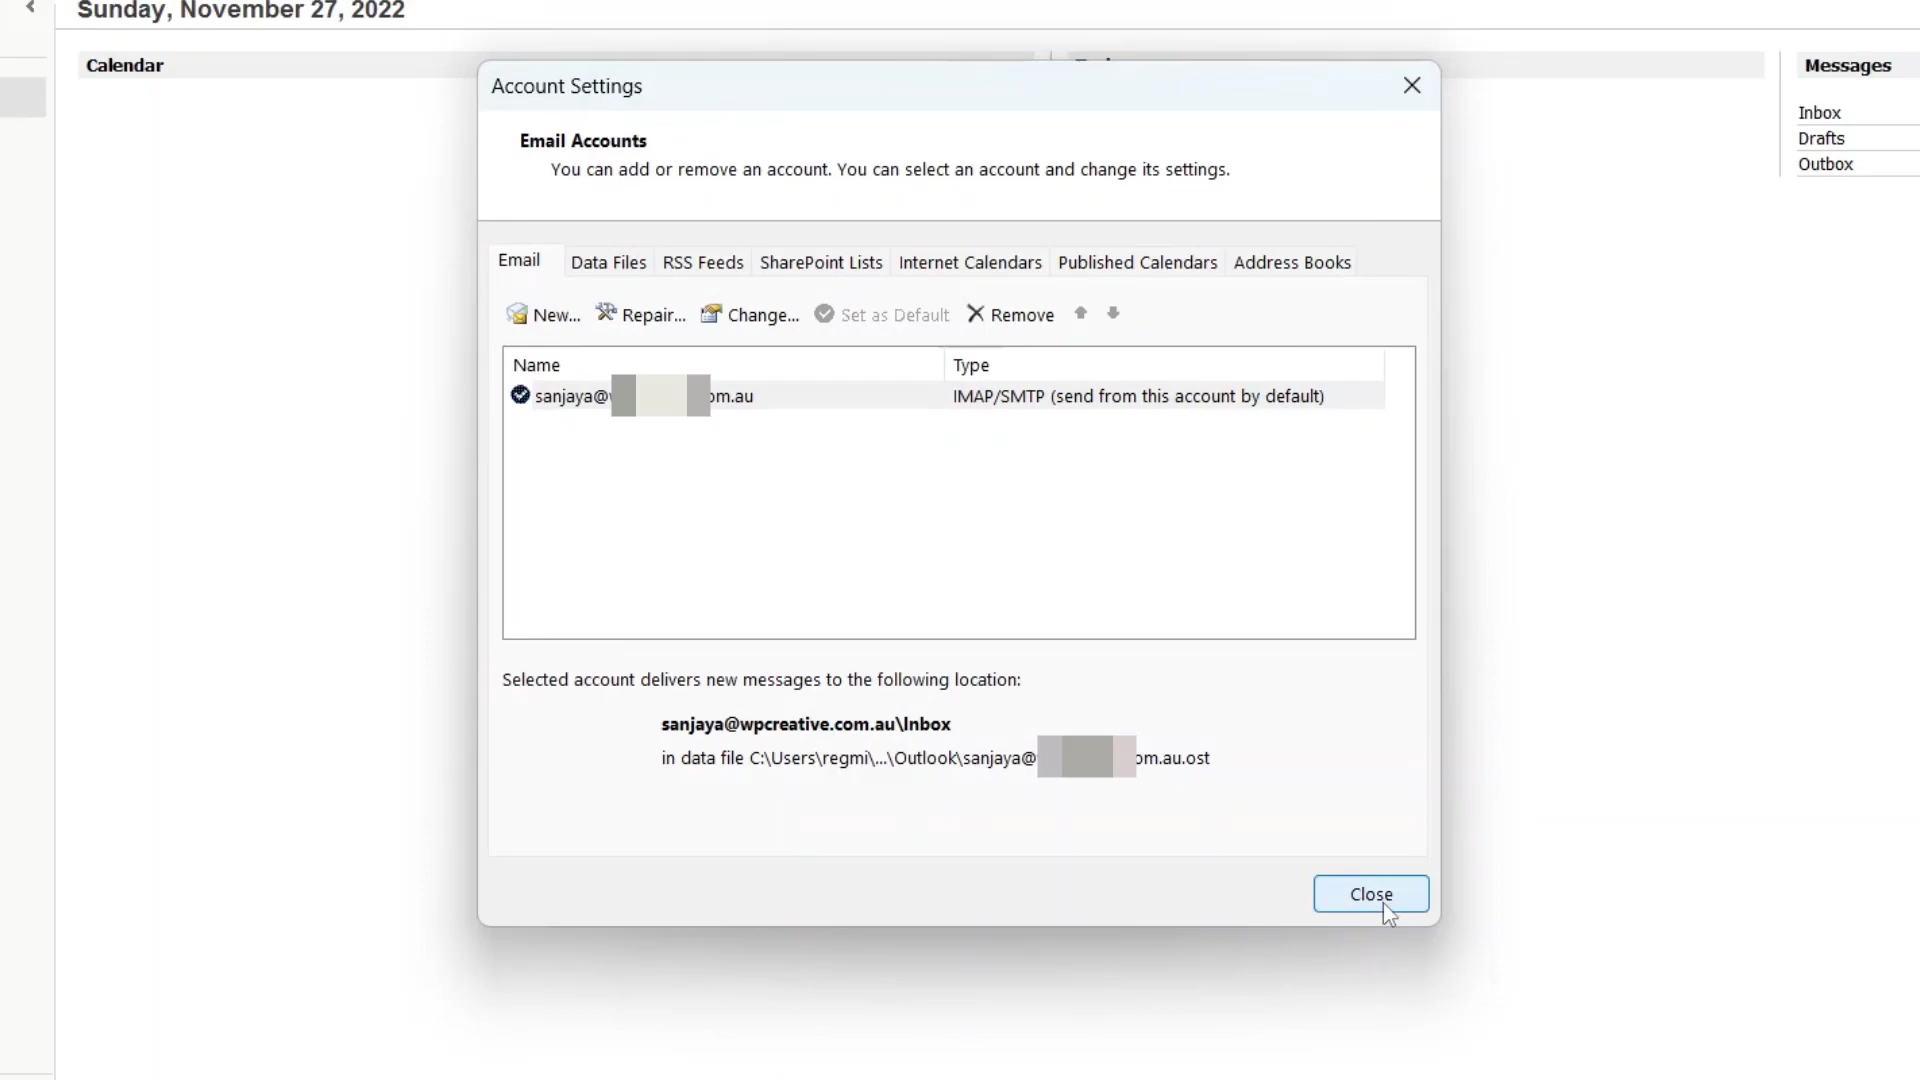 Sunday, November 27, 2022
Calendar
Messages
Inbox
Drafts
Outbox
Account Settings
Email Accounts
You can add or remove an account. You can select an account and change its settings.
Email Data Files RSS Feeds SharePoint Lists Internet Calendars Published Calendars Address Books
New... Repair... Change... Set as Default Remove
Name Type
sanjaya@ om.au IMAP/SMTP (send from this account by default)
Selected account delivers new messages to the following location:
sanjaya@wpcreative.com.au\Inbox
in data file C:\Users\regmi\...\Outlook\sanjaya@ om.au.ost
Close